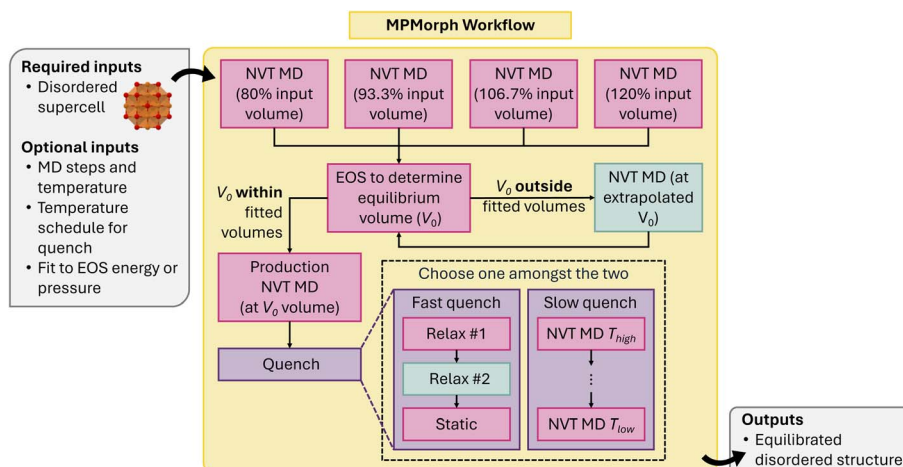 MPMorph Workflow
Required inputs
• Disordered
supercell
Optional inputs
• MD steps and
temperature
• Temperature
schedule for
quench
• Fit to EOS energy or
pressure
NVT MD
(80% input
volume)
NVT MD
(93.3% input
volume)
NVT MD
(106.7% input
volume)
NVT MD
(120% input
volume)
V0 within
fitted
volumes
EOS to determine
equilibrium
volume (V0)
V0 outside
fitted volumes
NVT MD (at
extrapolated
V0)
Production
NVT MD
(at V0 volume)
Quench
Choose one amongst the two
Fast quench
Relax #1
Relax #2
Static
Slow quench
NVT MD Thigh
⋮
NVT MD Tlow
Outputs
• Equilibrated
disordered structure